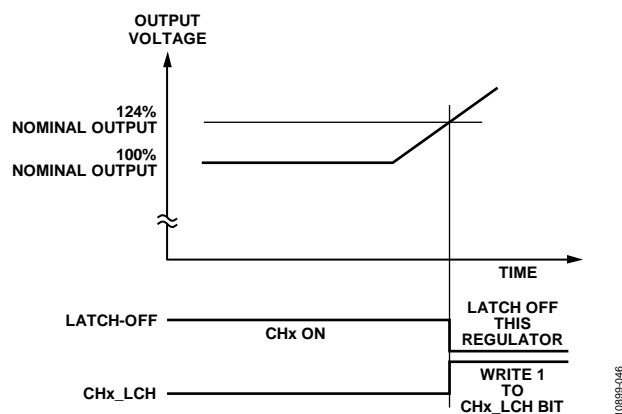 OUTPUT
VOLTAGE
124%
NOMINAL OUTPUT
100%
NOMINAL OUTPUT
TIME
LATCH-OFF
CHx ON
LATCH OFF
THIS
REGULATOR
CHx_LCH
WRITE 1
TO
CHx_LCH BIT
10899-046